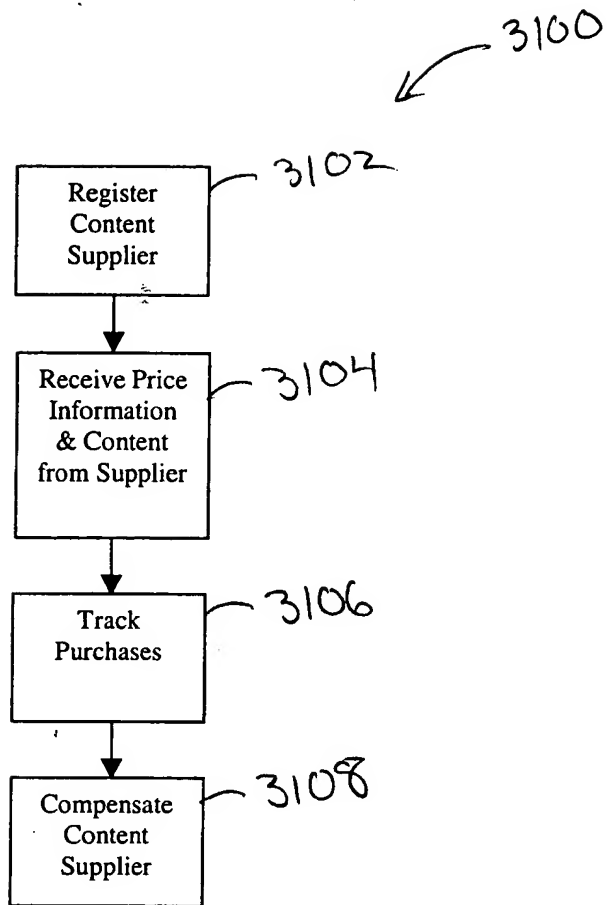 3100
3102
Register
Content
Supplier
3104
Receive Price
Information
& Content
from Supplier
3106
Track
Purchases
3108
Compensate
Content
Supplier